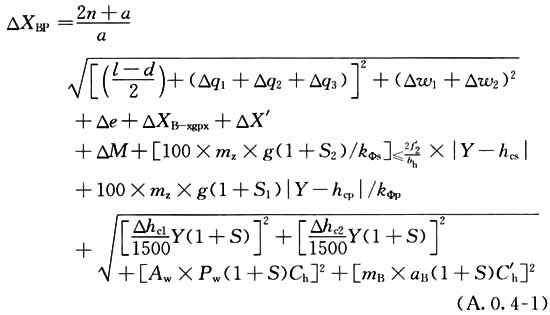 ΔX_BP = (2n+a)/a
√([((l−d)/2)+(Δq₁+Δq₂+Δq₃)]²+(Δw₁+Δw₂)²)
+Δe+ΔX_B−xgpx+ΔX′
+ΔM+[100×m_z×g(1+S₂)/k_Φs]_≤2f′₂/b_h×|Y−h_cs|
+100×m_z×g(1+S₁)|Y−h_cp|/k_Φp
+√([Δh_c1/1500 Y(1+S)]²+[Δh_c2/1500 Y(1+S)]²
+[A_w×P_w(1+S)C_h]²+[m_B×a_B(1+S)C′_h]²)
(A.0.4-1)